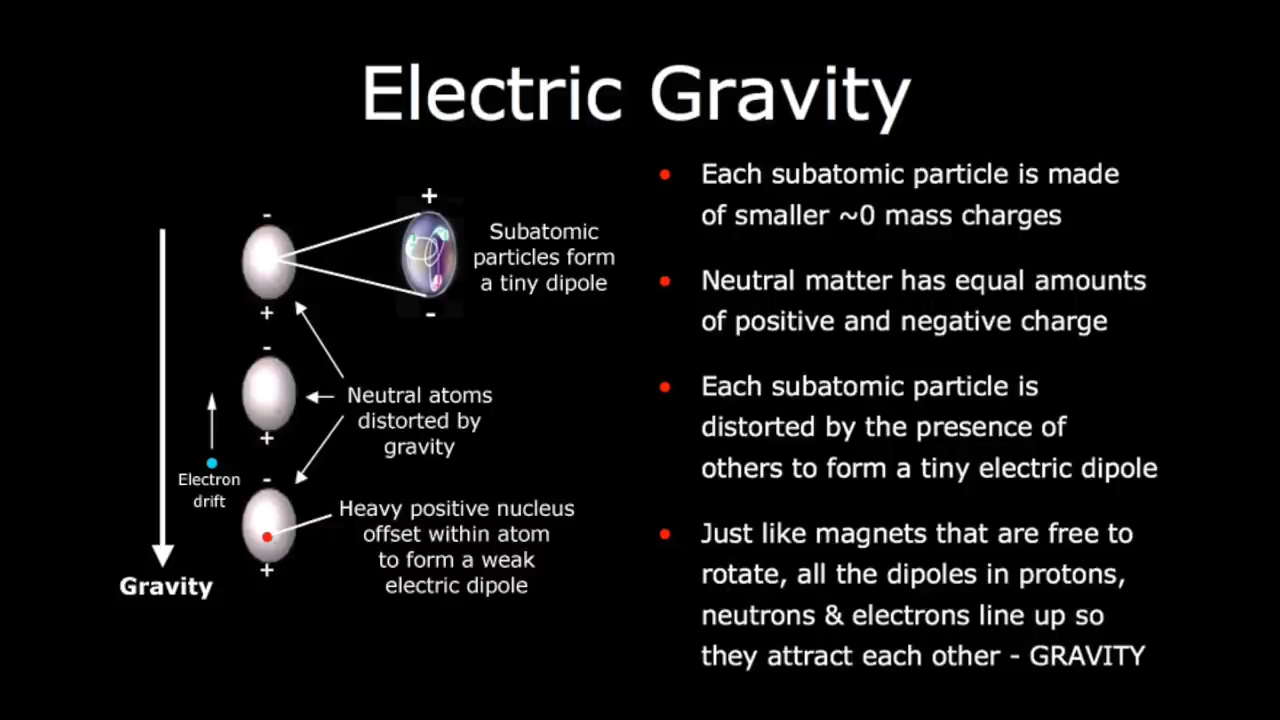 Electric Gravity
-
+
Subatomic
particles form
a tiny dipole
+
-
-
Neutral atoms
distorted by
gravity
+
Electron
drift
-
Heavy positive nucleus
offset within atom
to form a weak
electric dipole
+
Gravity
• Each subatomic particle is made
of smaller ~0 mass charges
• Neutral matter has equal amounts
of positive and negative charge
• Each subatomic particle is
distorted by the presence of
others to form a tiny electric dipole
• Just like magnets that are free to
rotate, all the dipoles in protons,
neutrons & electrons line up so
they attract each other - GRAVITY